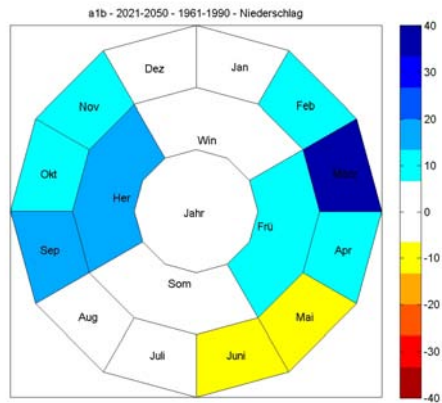 a1b - 2021-2050 - 1961-1990 - Niederschlag
Dez
Jan
Nov
Feb
Win
Okt
Her
März
Jahr
Frü
Sep
Apr
Som
Aug
Mai
Juli
Juni
40
30
20
10
0
-10
-20
-30
-40